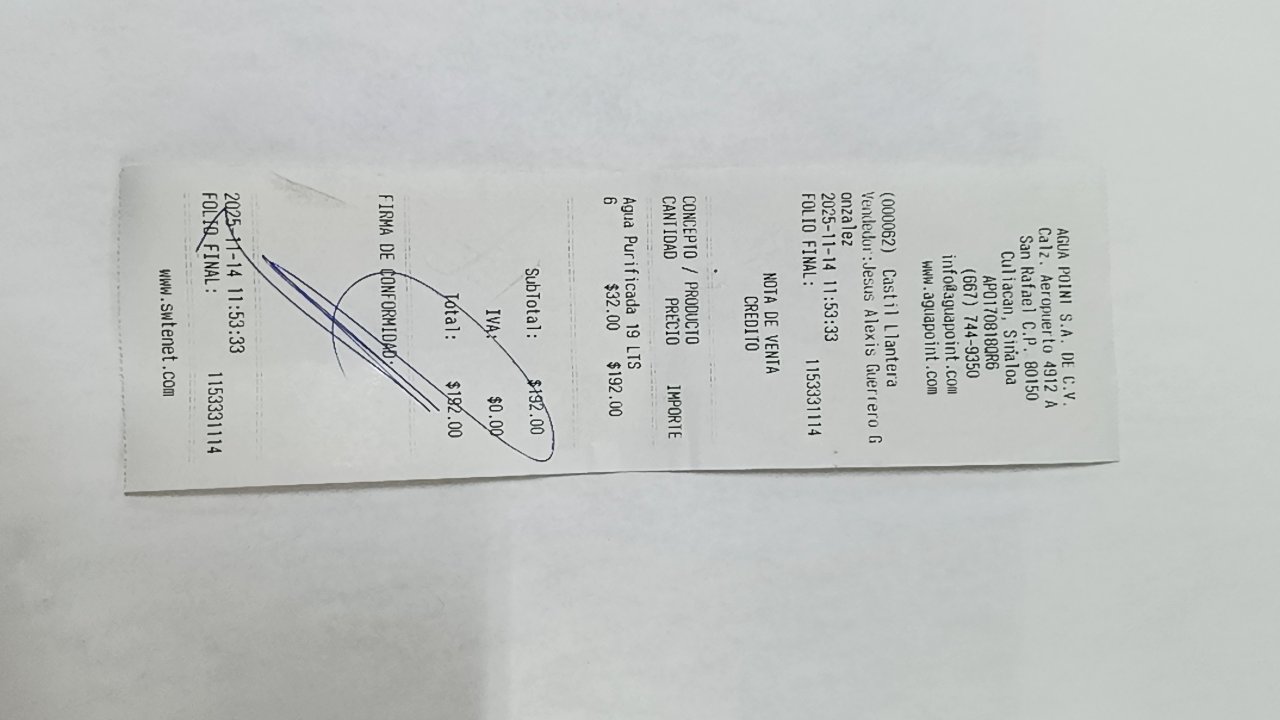 AGUA POINT S.A. DE C.V.
Calz. Aeropuerto 4912 A
San Rafael C.P. 80150
Culiacan, Sinaloa
APO170818QR6
(667) 744-9350
info@aguapoint.com
www.aguapoint.com
(000062) Castil Llantera
Vendedor:Jesus Alexis Guerrero G
onzalez
2025-11-14 11:53:33
FOLIO FINAL: 1153331114
NOTA DE VENTA
CREDITO
CONCEPTO / PRODUCTO
CANTIDAD PRECIO IMPORTE
Agua Purificada 19 LTS
6 $32.00 $192.00
SubTotal: $192.00
IVA: $0.00
Total: $192.00
FIRMA DE CONFORMIDAD:
2025-11-14 11:53:33
FOLIO FINAL: 1153331114
www.swtenet.com